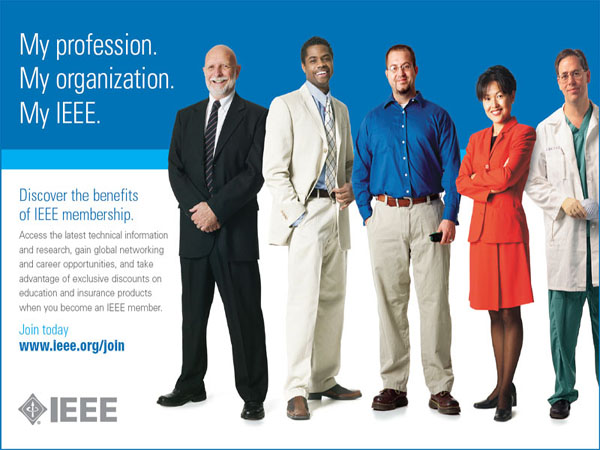 My profession.
My organization.
My IEEE.
Discover the benefits
of IEEE membership.
Access the latest technical information
and research, gain global networking
and career opportunities, and take
advantage of exclusive discounts on
education and insurance products
when you become an IEEE member.
Join today
www.ieee.org/join
IEEE